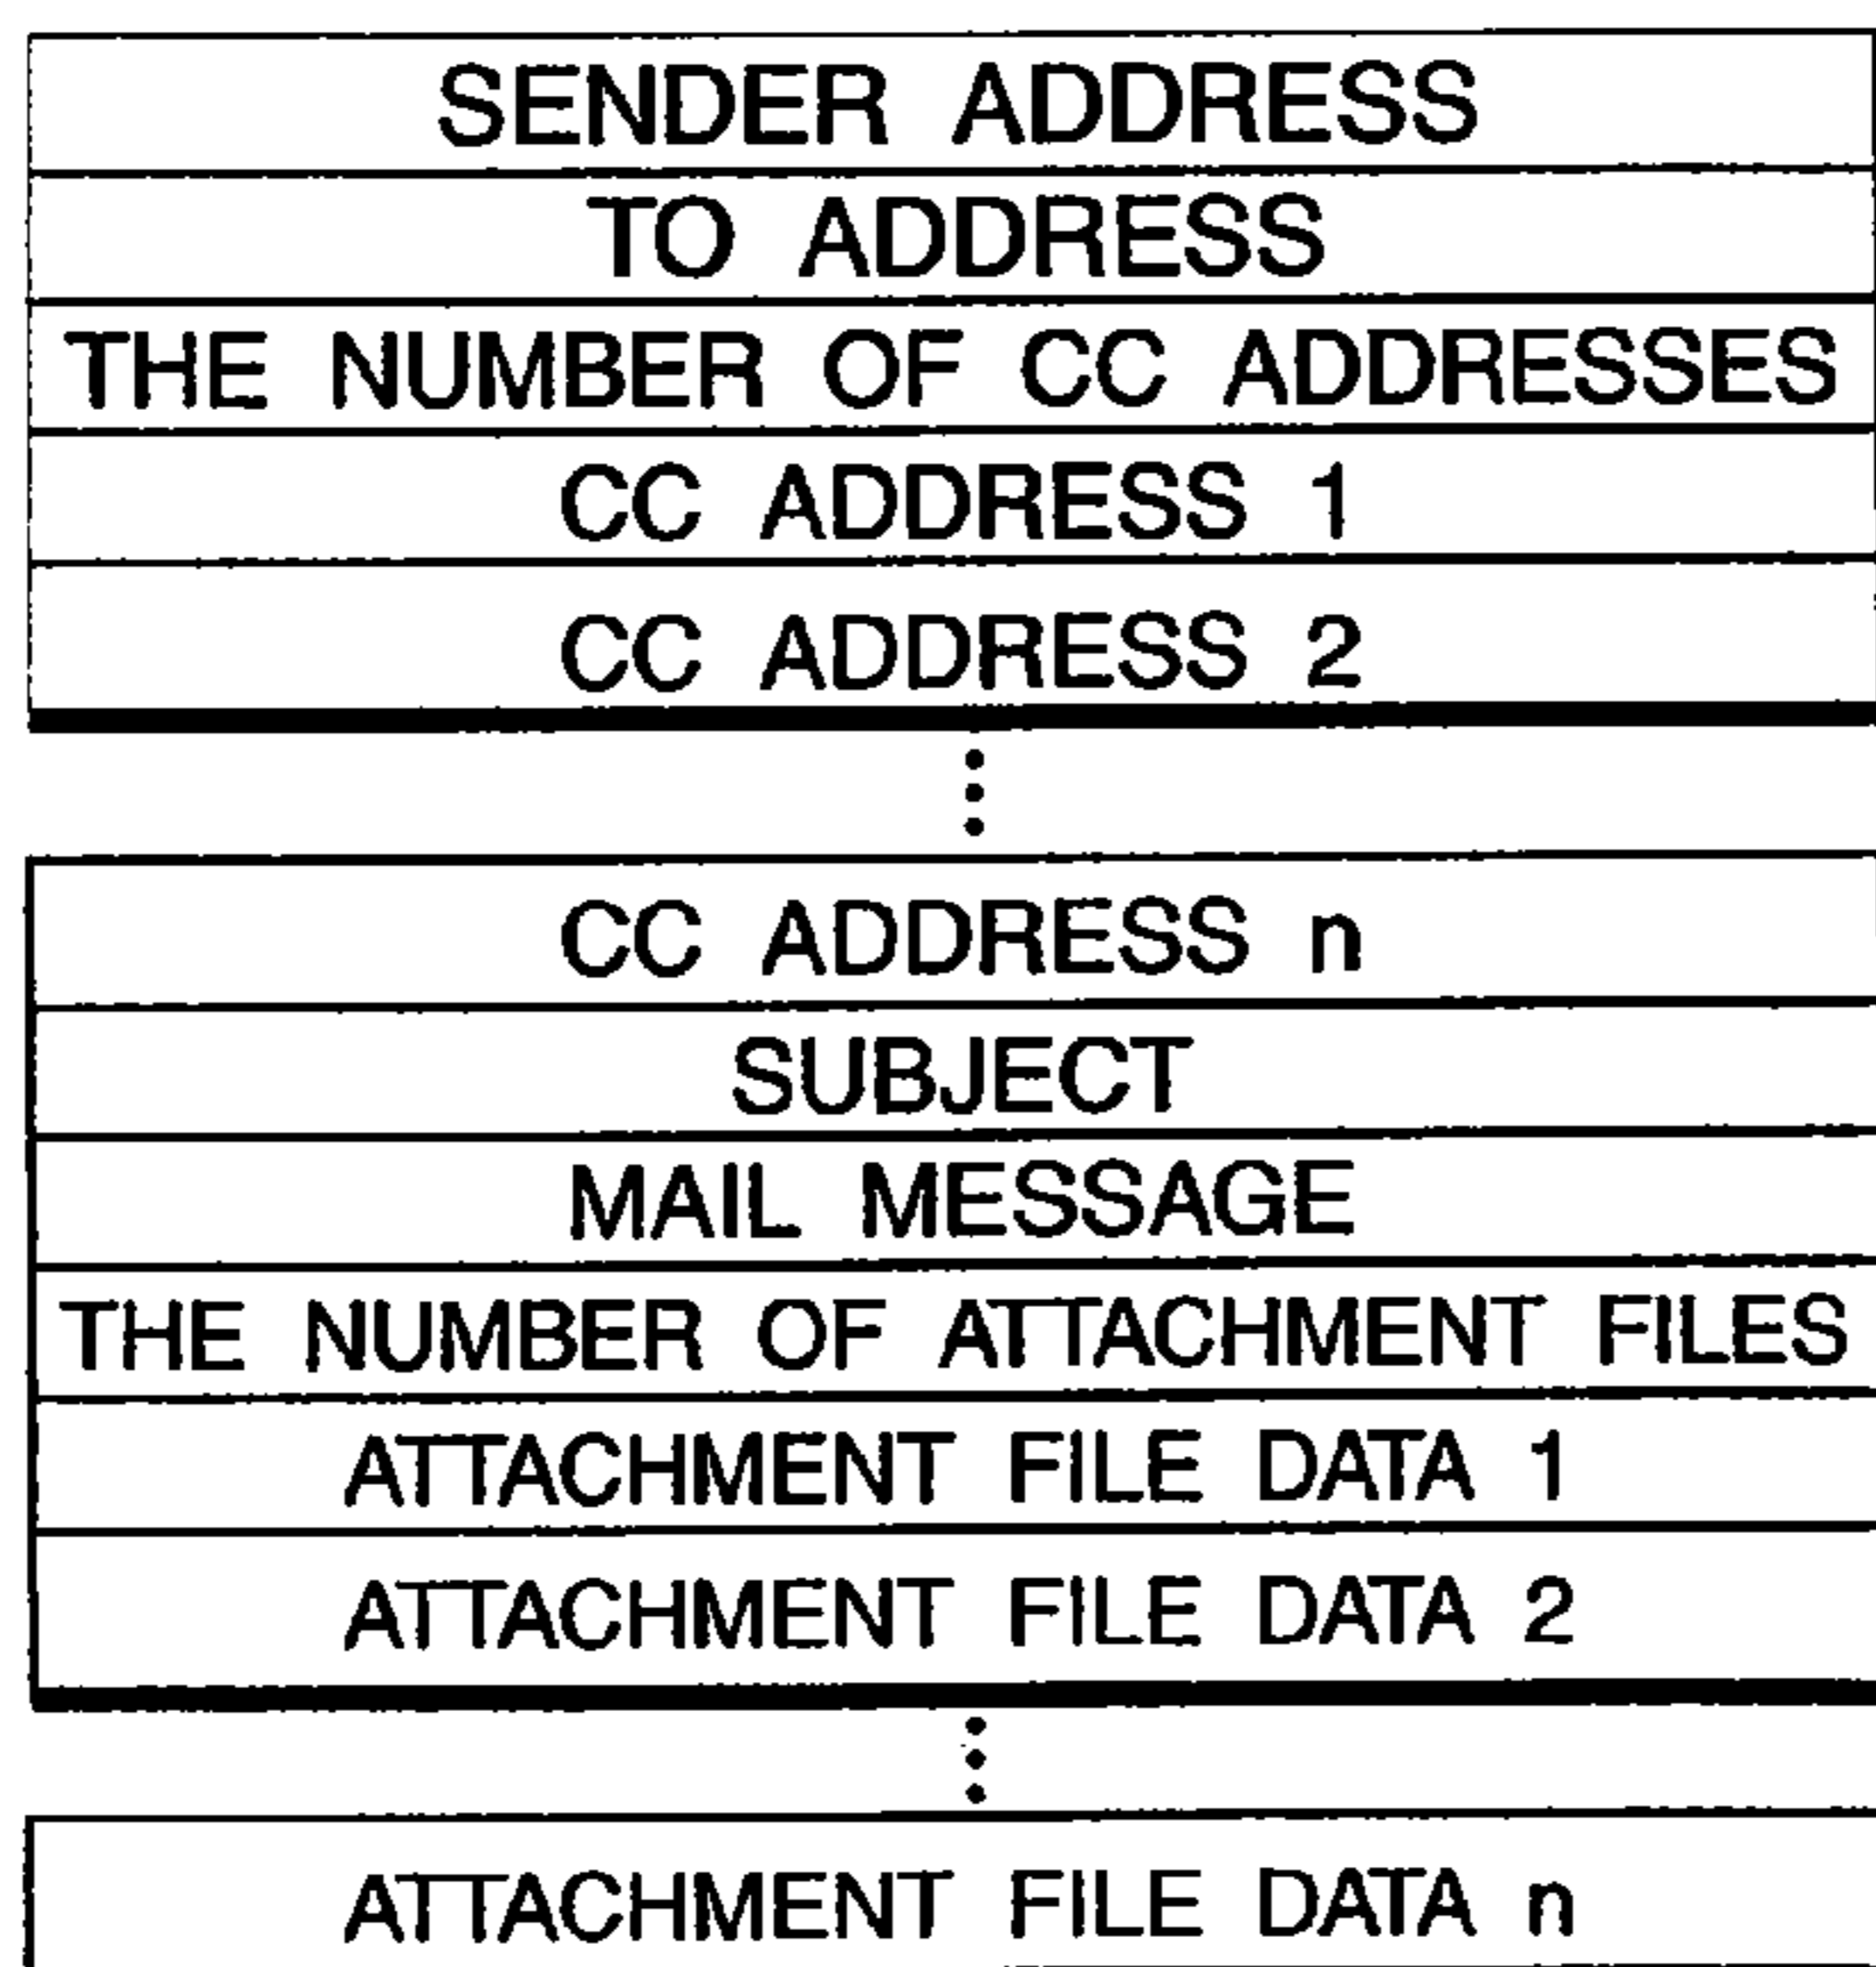 SENDER ADDRESS
TO ADDRESS
THE NUMBER OF CC ADDRESSES
CC ADDRESS 1
CC ADDRESS 2
CC ADDRESS n
SUBJECT
MAIL MESSAGE
THE NUMBER OF ATTACHMENT FILES
ATTACHMENT FILE DATA 1
ATTACHMENT FILE DATA 2
ATTACHMENT FILE DATA n